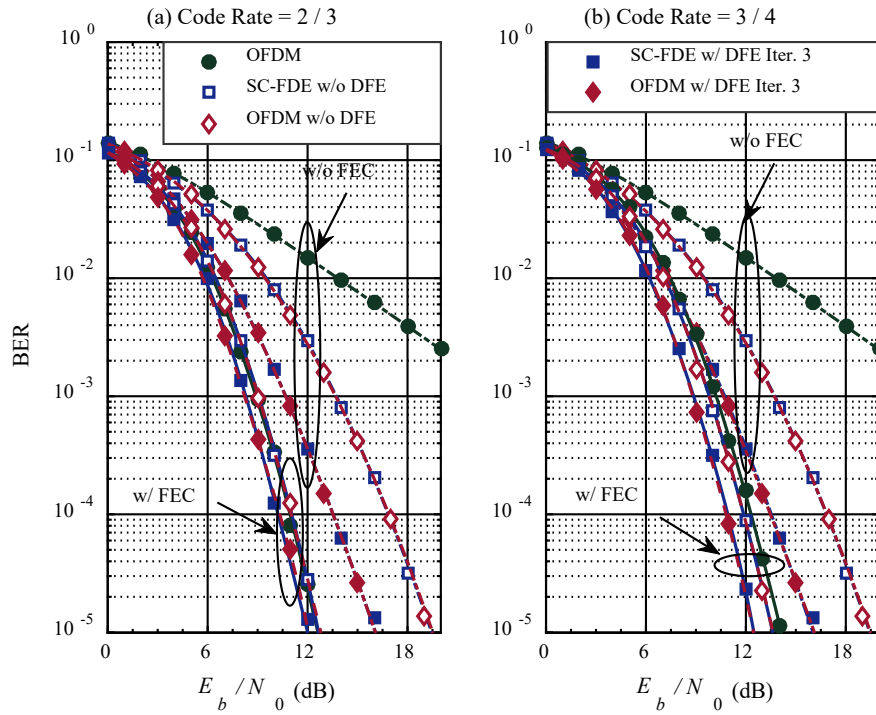 (a) Code Rate = 2 / 3
(b) Code Rate = 3 / 4
OFDM
SC-FDE w/o DFE
OFDM w/o DFE
SC-FDE w/ DFE Iter. 3
OFDM w/ DFE Iter. 3
w/o FEC
w/o FEC
w/ FEC
w/ FEC
BER
10^0
10^-1
10^-2
10^-3
10^-4
10^-5
10^0
10^-1
10^-2
10^-3
10^-4
10^-5
0 6 12 18
0 6 12 18
E_b / N_0 (dB)
E_b / N_0 (dB)